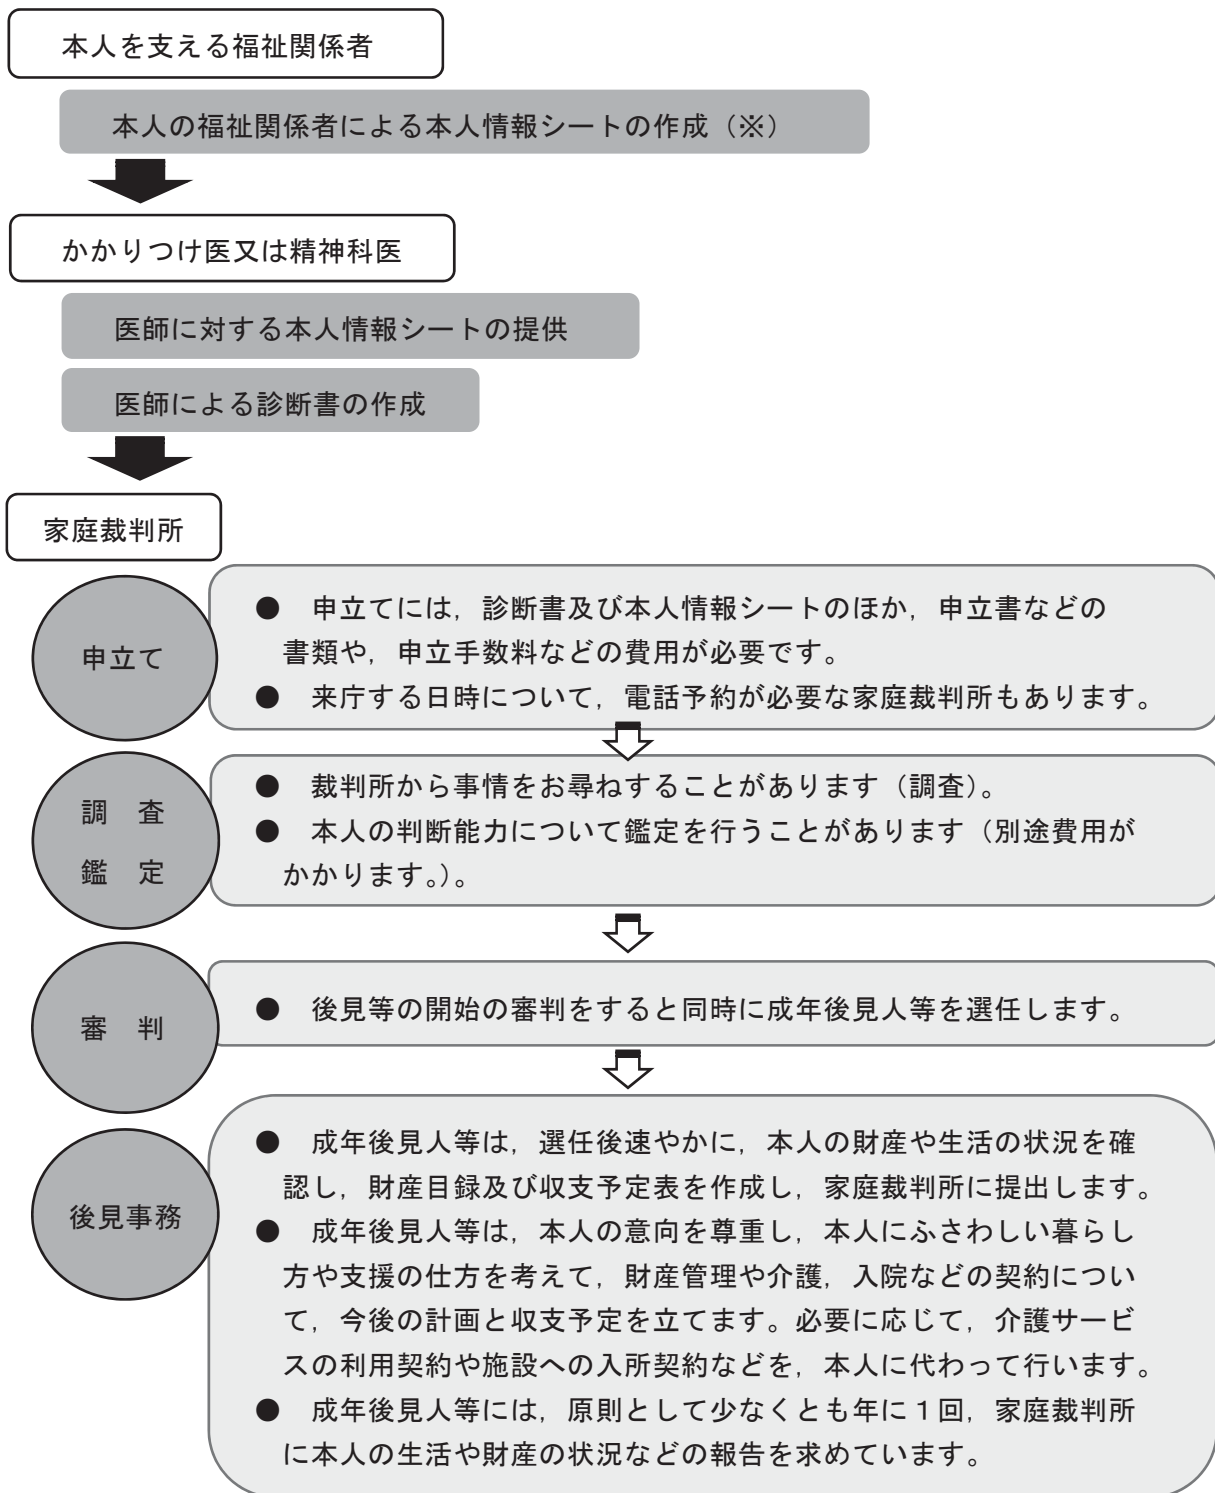 本人を支える福祉関係者
本人の福祉関係者による本人情報シートの作成（※）
かかりつけ医又は精神科医
医師に対する本人情報シートの提供
医師による診断書の作成
家庭裁判所
申立て
●　申立てには，診断書及び本人情報シートのほか，申立書などの
書類や，申立手数料などの費用が必要です。
●　来庁する日時について，電話予約が必要な家庭裁判所もあります。
調　査
鑑　定
●　裁判所から事情をお尋ねすることがあります（調査）。
●　本人の判断能力について鑑定を行うことがあります（別途費用が
かかります。）。
審　判
●　後見等の開始の審判をすると同時に成年後見人等を選任します。
後見事務
●　成年後見人等は，選任後速やかに，本人の財産や生活の状況を確
認し，財産目録及び収支予定表を作成し，家庭裁判所に提出します。
●　成年後見人等は，本人の意向を尊重し，本人にふさわしい暮らし
方や支援の仕方を考えて，財産管理や介護，入院などの契約につい
て，今後の計画と収支予定を立てます。必要に応じて，介護サービ
スの利用契約や施設への入所契約などを，本人に代わって行います。
●　成年後見人等には，原則として少なくとも年に１回，家庭裁判所
に本人の生活や財産の状況などの報告を求めています。